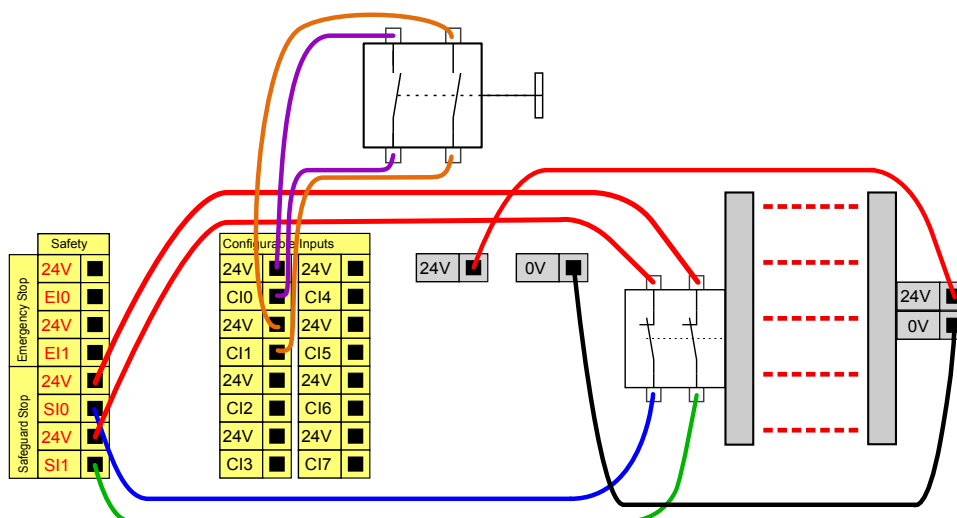 Safety
Emergency Stop
24V
EI0
24V
EI1
Safeguard Stop
24V
SI0
24V
SI1
Configurable Inputs
24V 24V
CI0 CI4
24V 24V
CI1 CI5
24V 24V
CI2 CI6
24V 24V
CI3 CI7
24V
0V
24V
0V